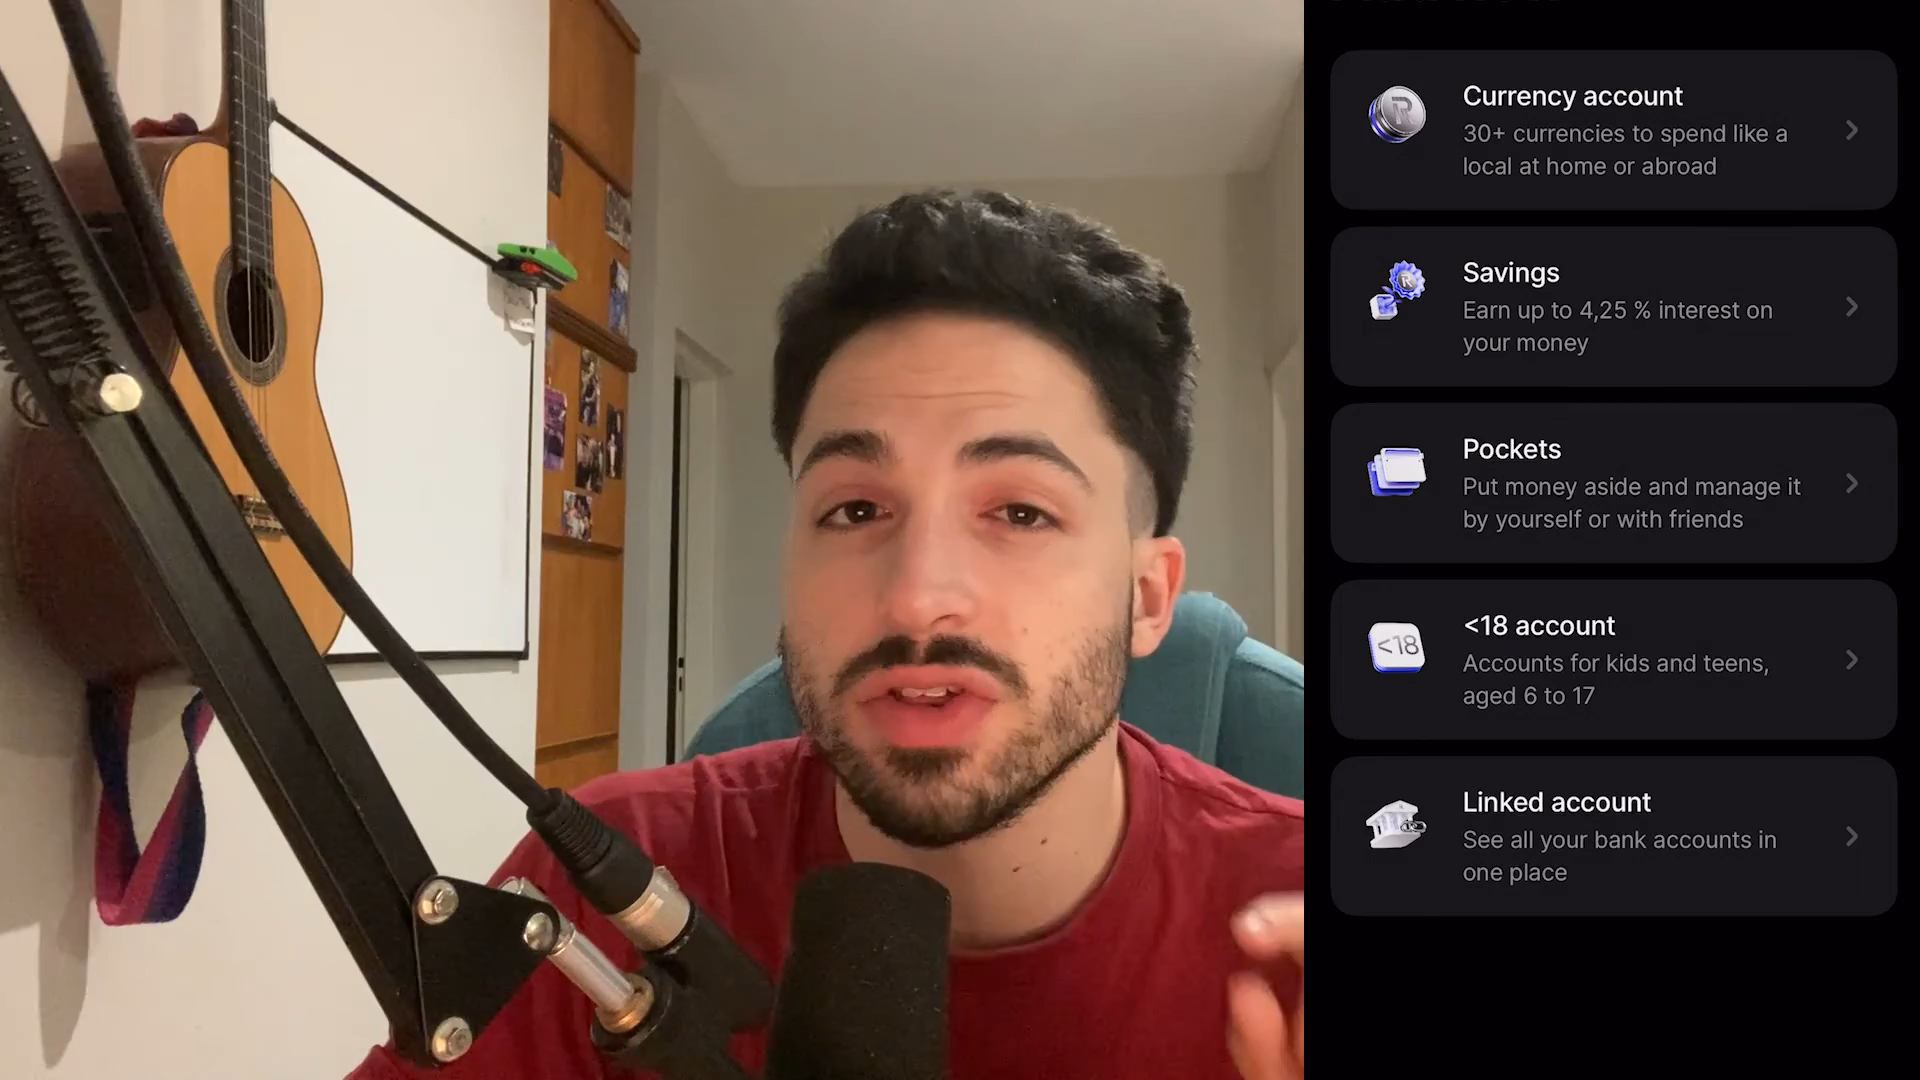 Currency account
30+ currencies to spend like a
local at home or abroad
Savings
Earn up to 4,25 % interest on
your money
Pockets
Put money aside and manage it
by yourself or with friends
<18
<18 account
Accounts for kids and teens,
aged 6 to 17
Linked account
See all your bank accounts in
one place